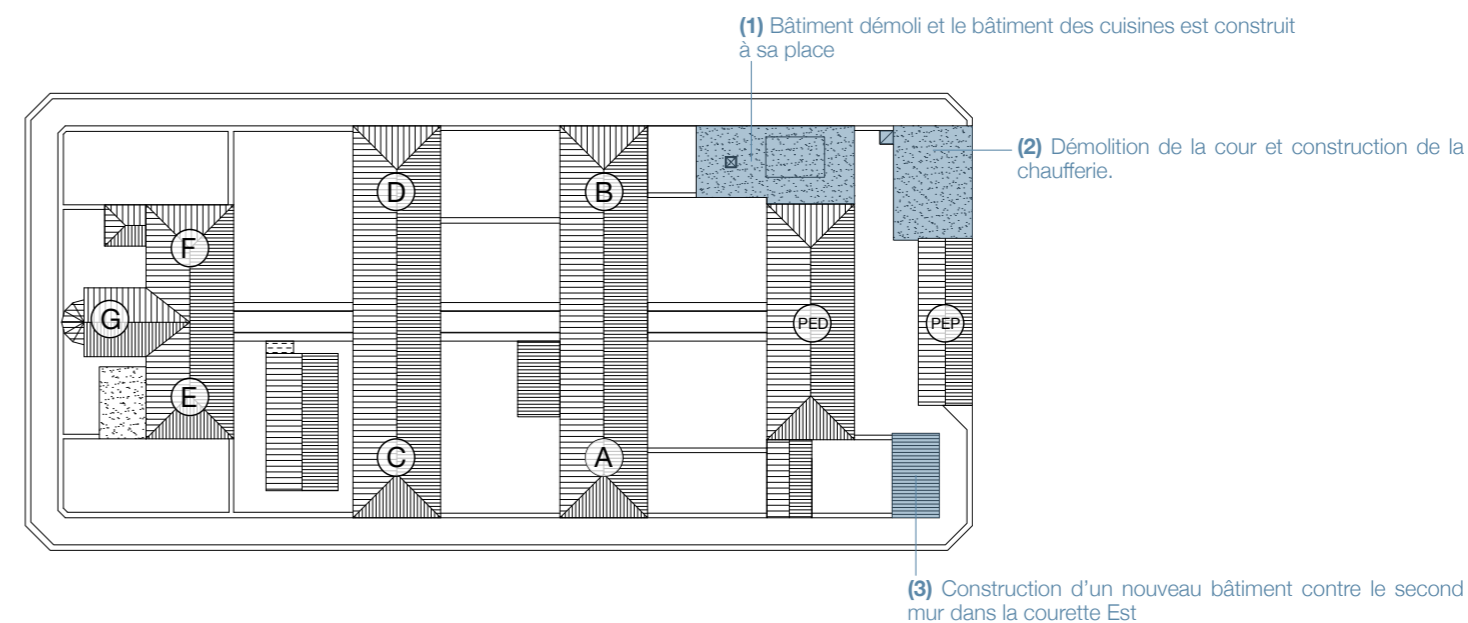 (1) Bâtiment démoli et le bâtiment des cuisines est construit
à sa place
(2) Démolition de la cour et construction de la
chaufferie.
D
B
F
G
PED
PEP
E
C
A
(3) Construction d’un nouveau bâtiment contre le second
mur dans la courette Est